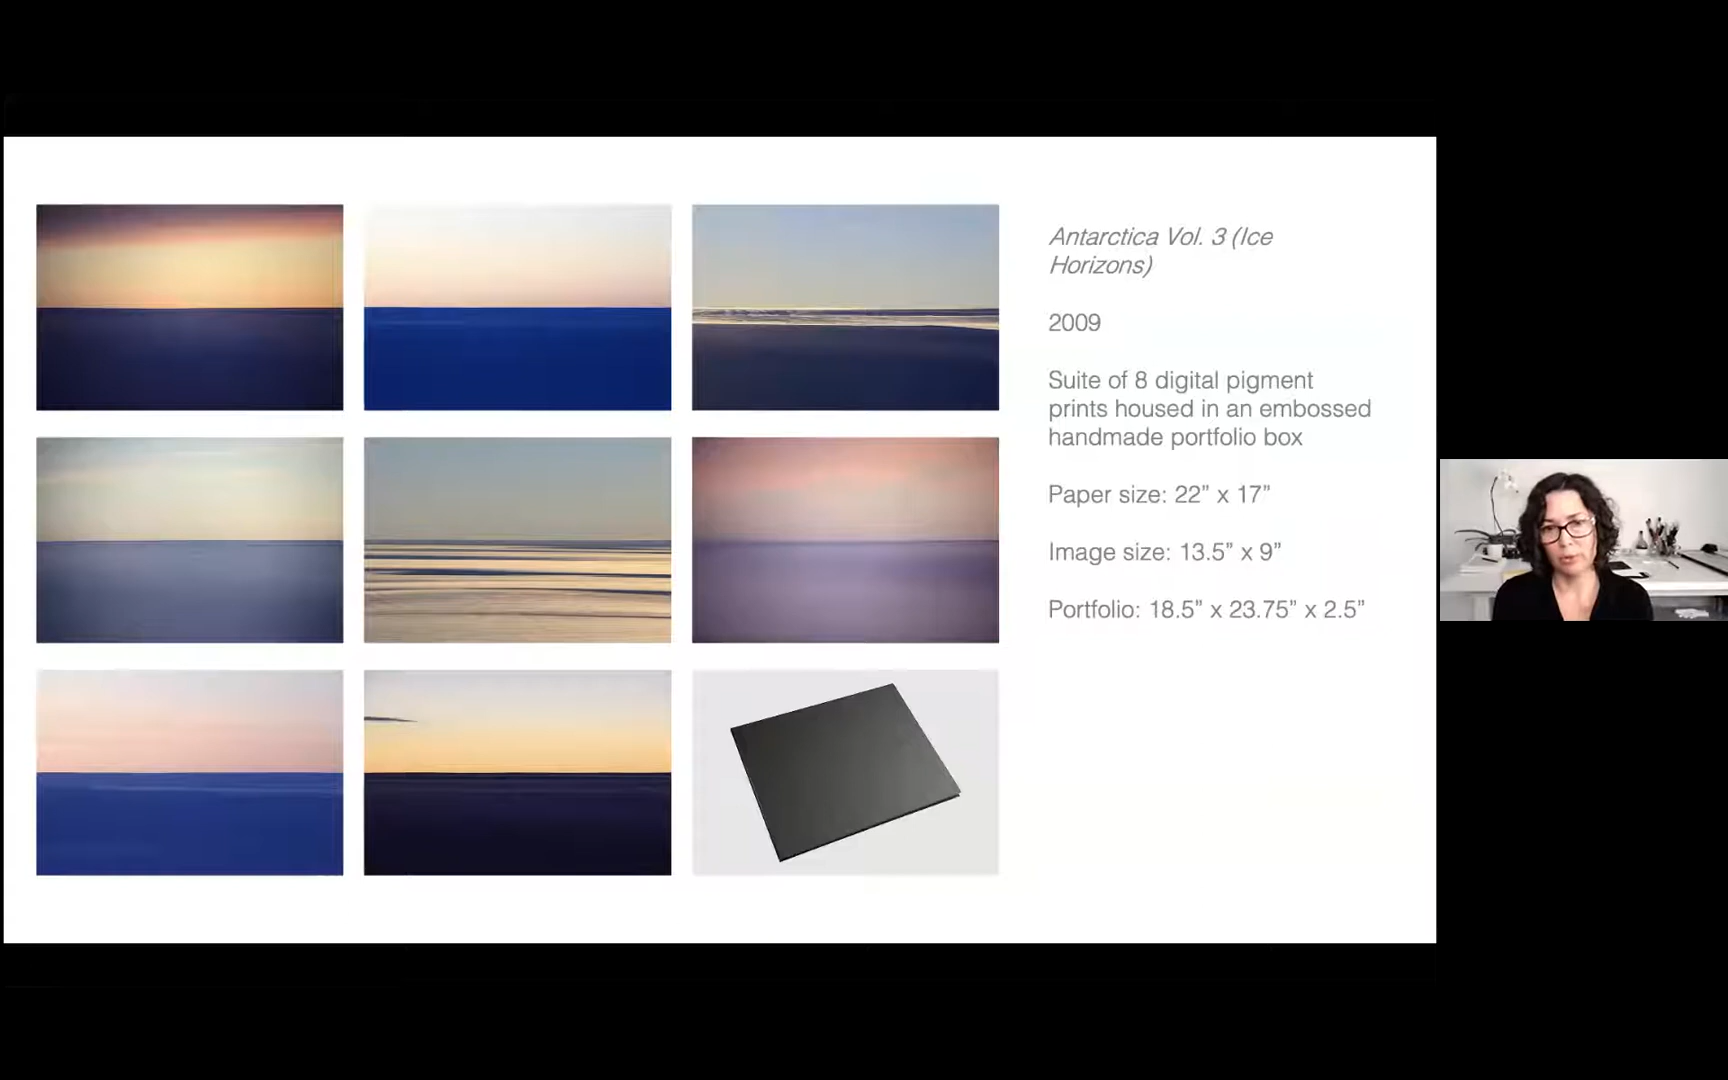 Antarctica Vol. 3 (Ice
Horizons)
2009
Suite of 8 digital pigment
prints housed in an embossed
handmade portfolio box
Paper size: 22” x 17”
Image size: 13.5” x 9”
Portfolio: 18.5” x 23.75” x 2.5”